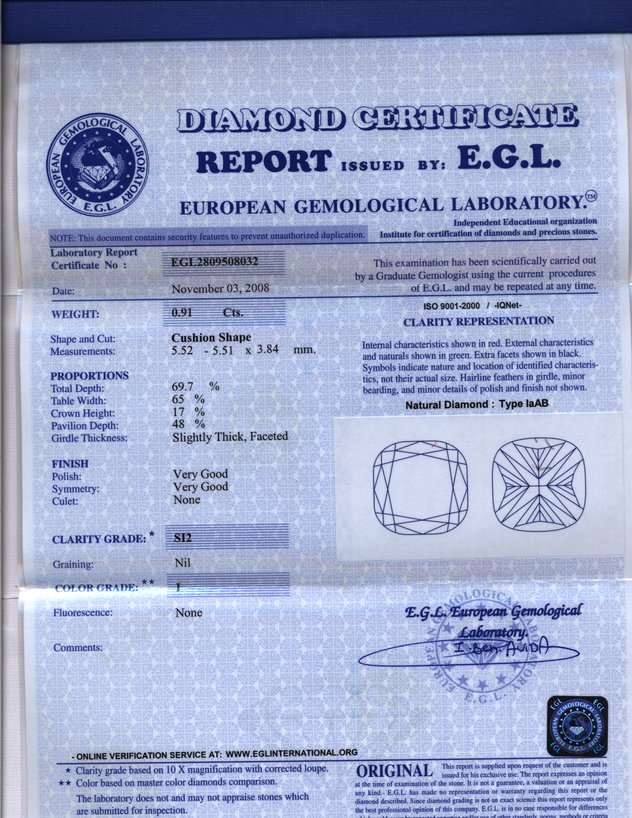 DIAMOND CERTIFICATE
REPORT ISSUED BY: E.G.L.
EUROPEAN GEMOLOGICAL LABORATORY.™
EUROPEAN GEMOLOGICAL LABORATORY
E.G.L.
Independent Educational organization
Institute for certification of diamonds and precious stones.
NOTE: This document contains security features to prevent unauthorized duplication.
Laboratory Report
Certificate No : EGL2809508032
Date: November 03, 2008
WEIGHT: 0.91 Cts.
Shape and Cut: Cushion Shape
Measurements: 5.52 - 5.51 x 3.84 mm.
PROPORTIONS
Total Depth: 69.7 %
Table Width: 65 %
Crown Height: 17 %
Pavilion Depth: 48 %
Girdle Thickness: Slightly Thick, Faceted
FINISH
Polish: Very Good
Symmetry: Very Good
Culet: None
CLARITY GRADE: * SI2
Graining: Nil
COLOR GRADE: ** I
Fluorescence: None
Comments:
This examination has been scientifically carried out
by a Graduate Gemologist using the current procedures
of E.G.L. and may be repeated at any time.
ISO 9001-2000 / -IQNet-
CLARITY REPRESENTATION
Internal characteristics shown in red. External characteristics
and naturals shown in green. Extra facets shown in black.
Symbols indicate nature and location of identified characteris-
tics, not their actual size. Hairline feathers in girdle, minor
bearding, and minor details of polish and finish not shown.
Natural Diamond : Type IaAB
E.G.L. European Gemological
Laboratory.
I. Ben. AVIDA
EUROPEAN GEMOLOGICAL
E.G.L.
- ONLINE VERIFICATION SERVICE AT: WWW.EGLINTERNATIONAL.ORG
* Clarity grade based on 10 X magnification with corrected loupe.
** Color based on master color diamonds comparison.
The laboratory does not and may not appraise stones which
are submitted for inspection.
EGL EGL
E.G.L.
EGL EGL
ORIGINAL This report is supplied upon request of the customer and is
issued for his exclusive use. The report expresses an opinion
at the time of examination of the stone. It is not a guarantee, a valuation or an appraisal of
any kind.- E.G.L. has made no representation or warranty regarding this report or the
diamond described. Since diamond grading is not an exact science this report represents only
the best professional opinion of this company. E.G.L. is in no case responsible for differences